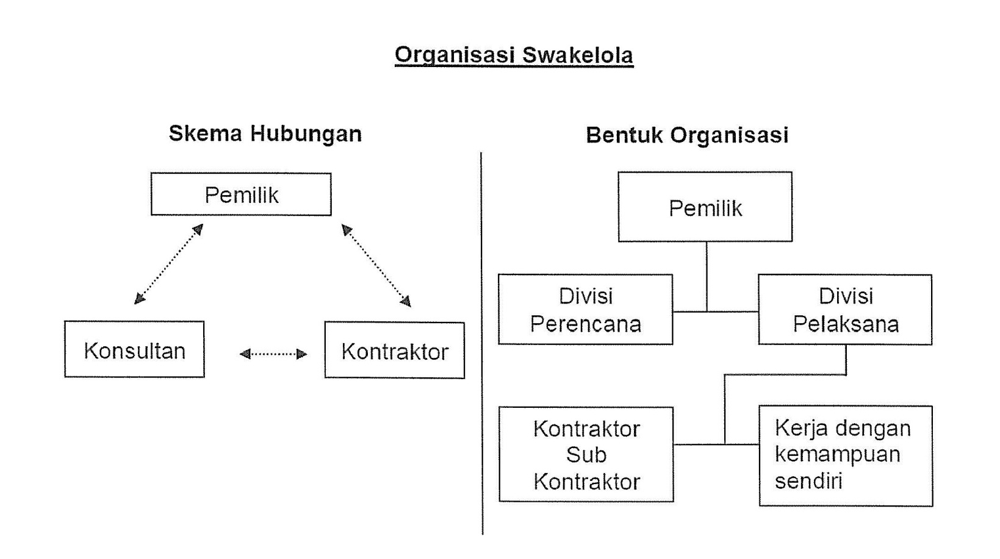 Organisasi Swakelola
Skema Hubungan
Pemilik
Konsultan
Kontraktor
Bentuk Organisasi
Pemilik
Divisi
Perencana
Divisi
Pelaksana
Kontraktor
Sub
Kontraktor
Kerja dengan
kemampuan
sendiri